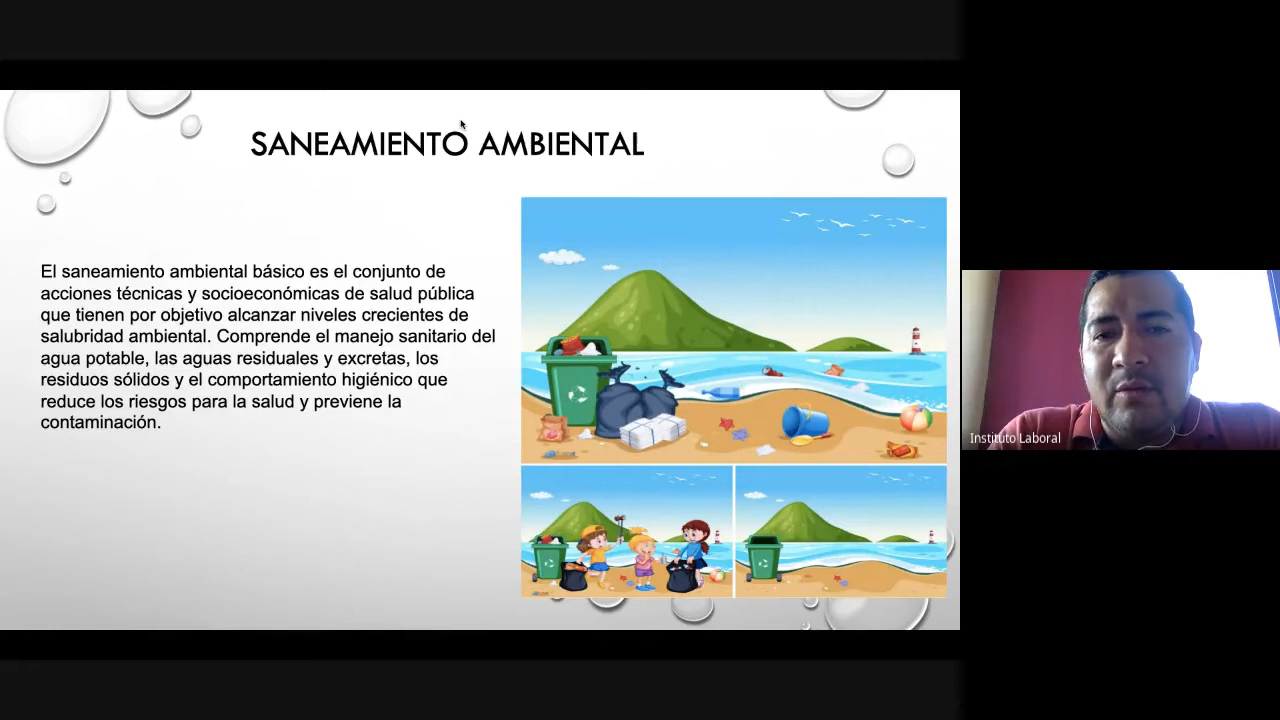 SANEAMIENTO AMBIENTAL
El saneamiento ambiental básico es el conjunto de
acciones técnicas y socioeconómicas de salud pública
que tienen por objetivo alcanzar niveles crecientes de
salubridad ambiental. Comprende el manejo sanitario del
agua potable, las aguas residuales y excretas, los
residuos sólidos y el comportamiento higiénico que
reduce los riesgos para la salud y previene la
contaminación.
Instituto Laboral